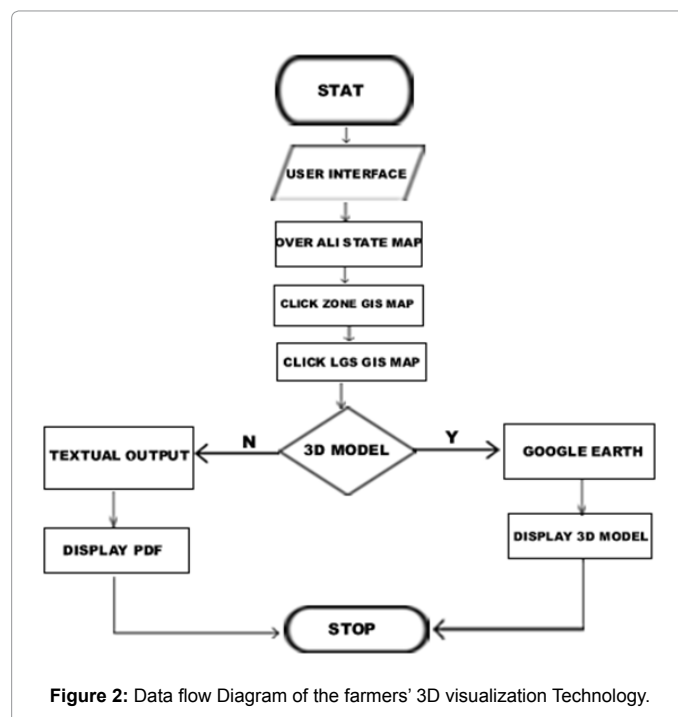 STAT
USER INTERFACE
OVER ALI STATE MAP
CLICK ZONE GIS MAP
CLICK LGS GIS MAP
N
3D MODEL
Y
TEXTUAL OUTPUT
GOOGLE EARTH
DISPLAY PDF
DISPLAY 3D MODEL
STOP
Figure 2: Data flow Diagram of the farmers’ 3D visualization Technology.